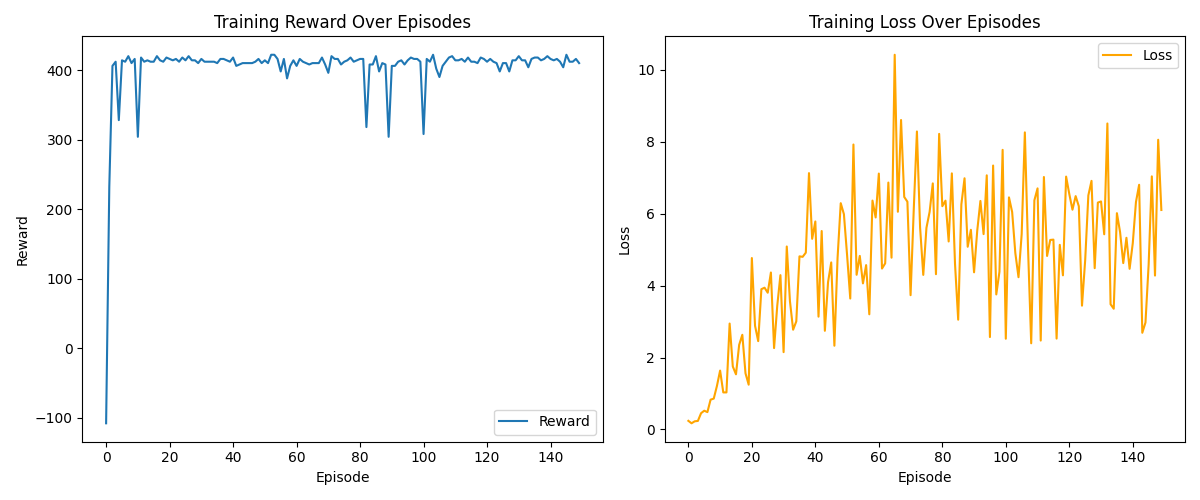 Training Reward Over Episodes
400
300
200
100
0
−100
Reward
0 20 40 60 80 100 120 140
Episode
Reward
Training Loss Over Episodes
10
8
6
4
2
0
Loss
0 20 40 60 80 100 120 140
Episode
Loss